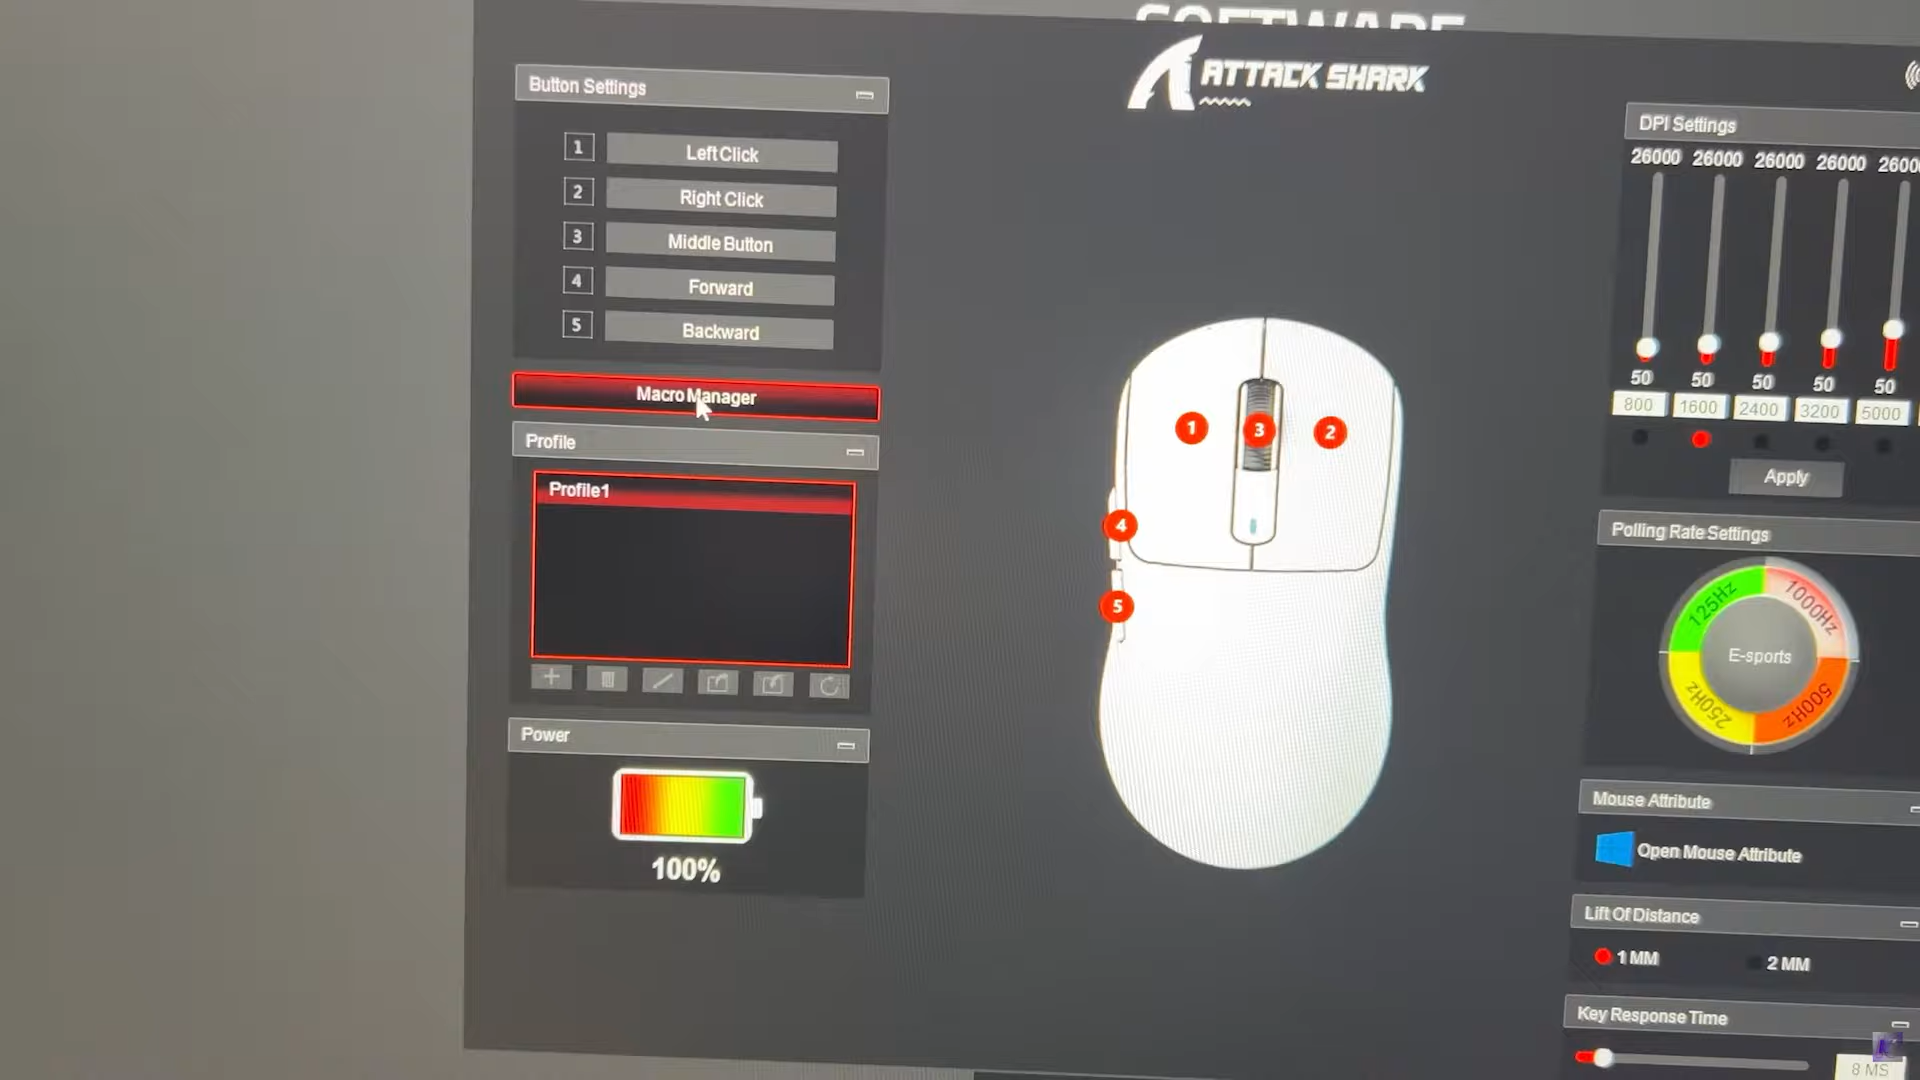 SOFTWARE
ATTACK SHARK
Button Settings
1 Left Click
2 Right Click
3 Middle Button
4 Forward
5 Backward
Macro Manager
Profile
Profile1
Power
100%
1 3 2
4
5
DPI Settings
26000 26000 26000 26000 2600
50 50 50 50 50
800 1600 2400 3200 5000
Apply
Polling Rate Settings
125Hz 1000Hz
E-sports
250Hz 500Hz
Mouse Attribute
Open Mouse Attribute
Lift Of Distance
1 MM 2 MM
Key Response Time
8 MS